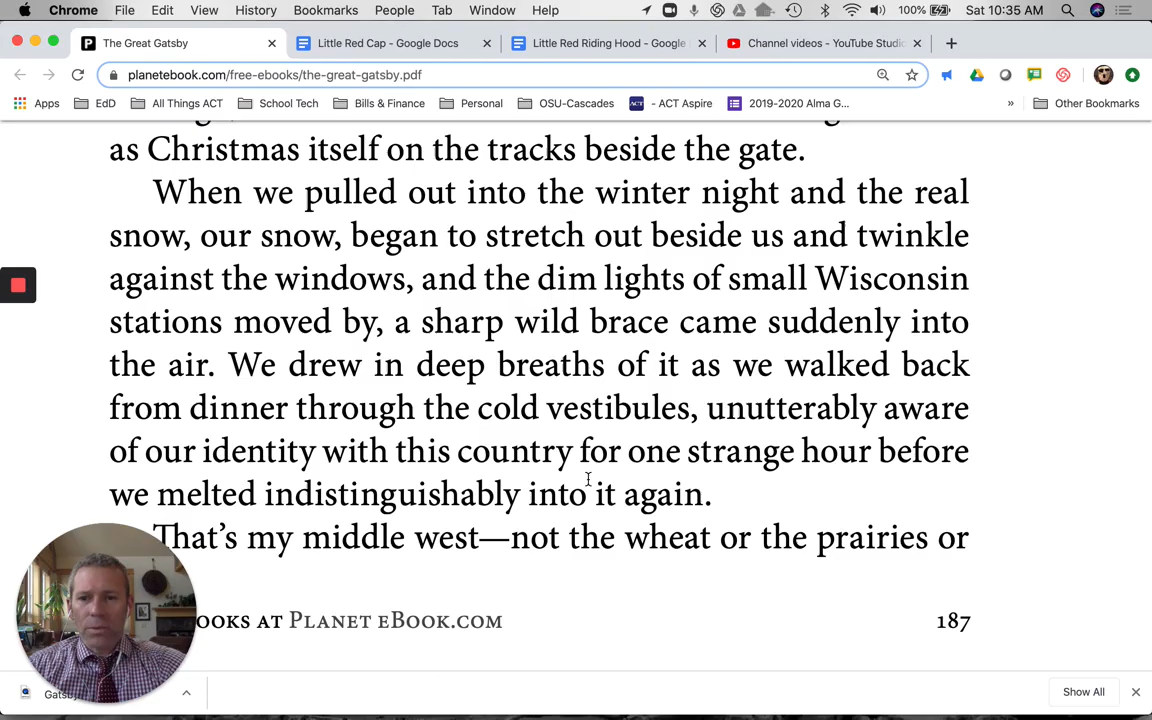 Chrome File Edit View History Bookmarks People Tab Window Help 100% Sat 10:35 AM
The Great Gatsby Little Red Cap - Google Docs Little Red Riding Hood - Google Channel videos - YouTube Studio
planetebook.com/free-ebooks/the-great-gatsby.pdf
Apps EdD All Things ACT School Tech Bills & Finance Personal OSU-Cascades ACT - ACT Aspire 2019-2020 Alma G... » Other Bookmarks
as Christmas itself on the tracks beside the gate.
When we pulled out into the winter night and the real
snow, our snow, began to stretch out beside us and twinkle
against the windows, and the dim lights of small Wisconsin
stations moved by, a sharp wild brace came suddenly into
the air. We drew in deep breaths of it as we walked back
from dinner through the cold vestibules, unutterably aware
of our identity with this country for one strange hour before
we melted indistinguishably into it again.
That's my middle west—not the wheat or the prairies or
OOKS AT PLANET EBOOK.COM 187
Show All